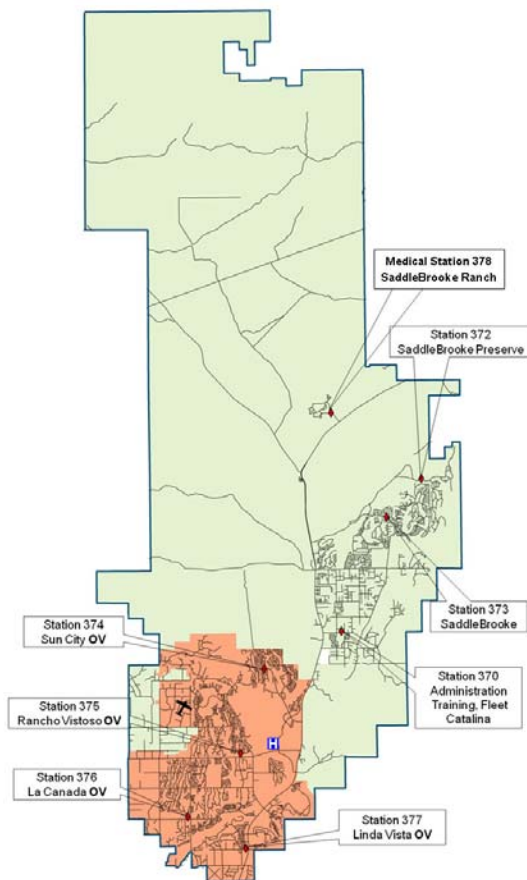 Medical Station 378
SaddleBrooke Ranch
Station 372
SaddleBrooke Preserve
Station 373
SaddleBrooke
Station 374
Sun City OV
Station 370
Administration
Training, Fleet
Catalina
Station 375
Rancho Vistoso OV
H
Station 376
La Canada OV
Station 377
Linda Vista OV